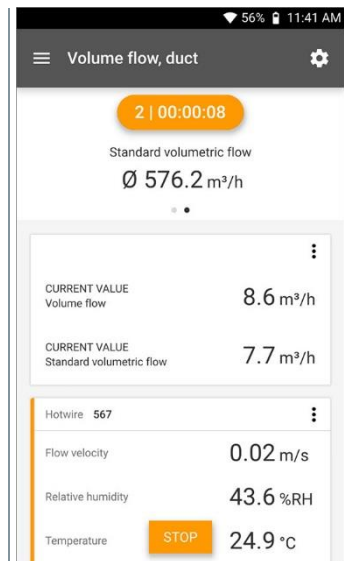 56% 11:41 AM
Volume flow, duct
2 | 00:00:08
Standard volumetric flow
Ø 576.2 m³/h
CURRENT VALUE
Volume flow
8.6 m³/h
CURRENT VALUE
Standard volumetric flow
7.7 m³/h
Hotwire 567
Flow velocity 0.02 m/s
Relative humidity 43.6 %RH
Temperature STOP 24.9 °C